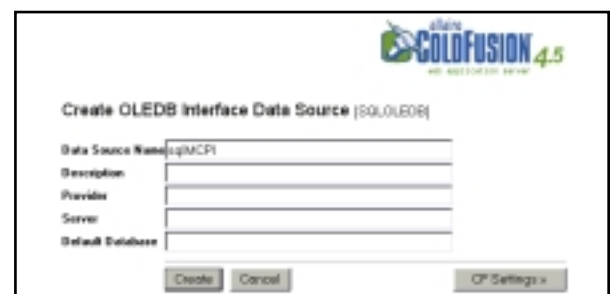 allaire
COLDFUSION 4.5
web application server
Create OLEDB Interface Data Source [SQLOLEDB]
Data Source Name sqlMCPI
Description
Provider
Server
Default Database
Create Cancel CF Settings »